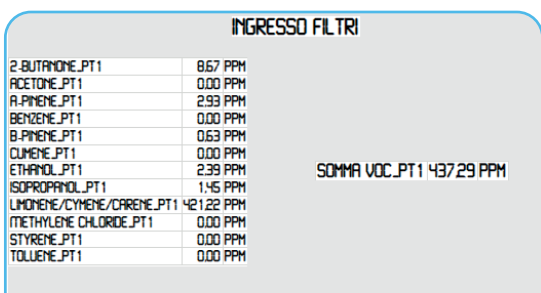 INGRESSO FILTRI
2-BUTANONE_PT1 8.67 PPM
ACETONE_PT1 0.00 PPM
A-PINENE_PT1 2.93 PPM
BENZENE_PT1 0.00 PPM
B-PINENE_PT1 0.63 PPM
CUMENE_PT1 0.00 PPM
ETHANOL_PT1 2.39 PPM
ISOPROPANOL_PT1 1.45 PPM
LIMONENE/CYMENE/CARENE_PT1 421.22 PPM
METHYLENE CHLORIDE_PT1 0.00 PPM
STYRENE_PT1 0.00 PPM
TOLUENE_PT1 0.00 PPM
SOMMA VOC_PT1 437.29 PPM